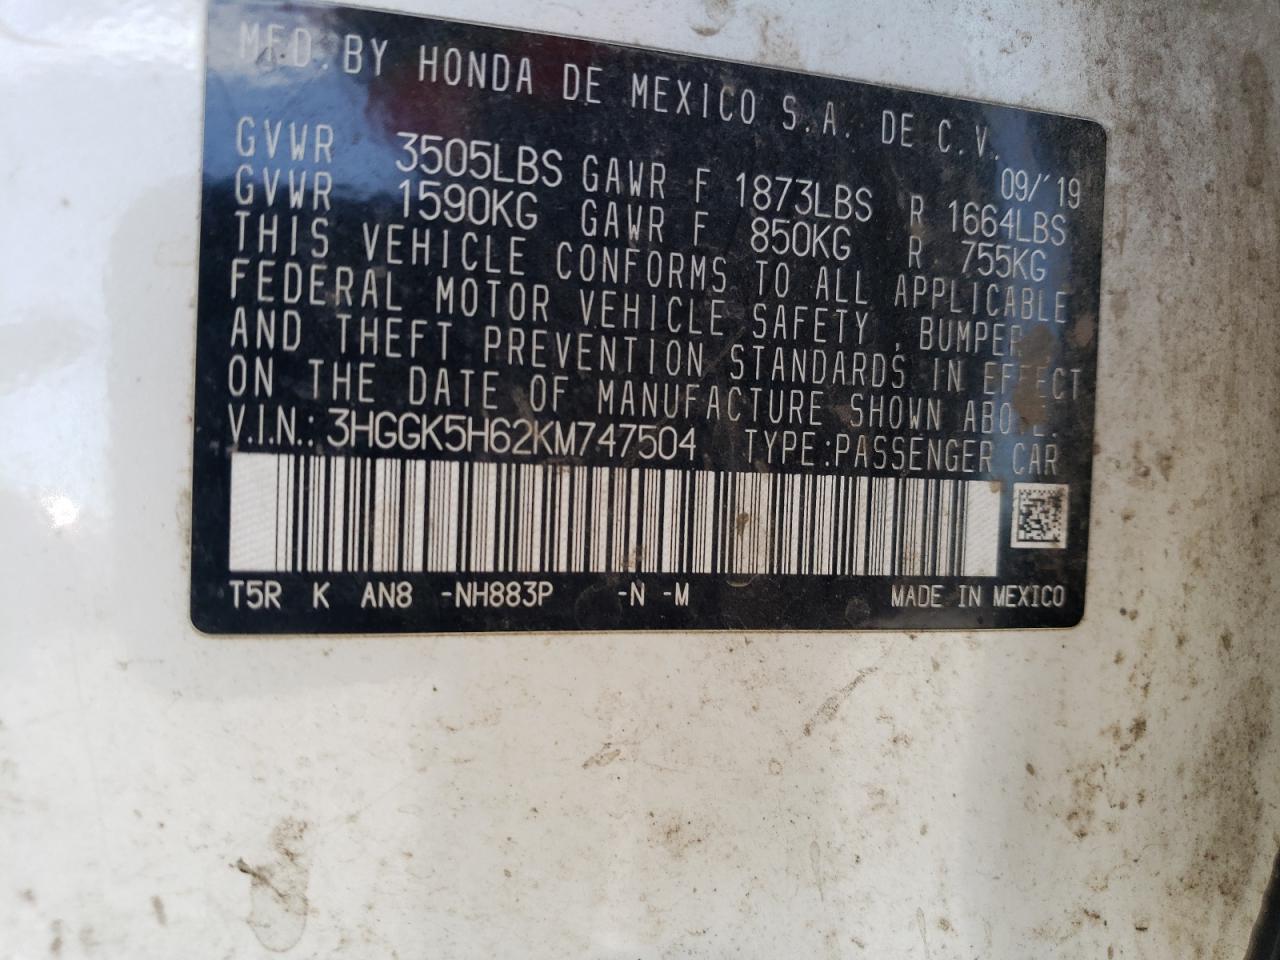 MFD.BY HONDA DE MEXICO S.A. DE C.V.
09/'19
GVWR 3505LBS GAWR F 1873LBS R 1664LBS
GVWR 1590KG GAWR F 850KG R 755KG
THIS VEHICLE CONFORMS TO ALL APPLICABLE
FEDERAL MOTOR VEHICLE SAFETY , BUMPER
AND THEFT PREVENTION STANDARDS IN EFFECT
ON THE DATE OF MANUFACTURE SHOWN ABOVE.
V.I.N.: 3HGGK5H62KM747504 TYPE:PASSENGER CAR
T5R K AN8 -NH883P -N -M MADE IN MEXICO